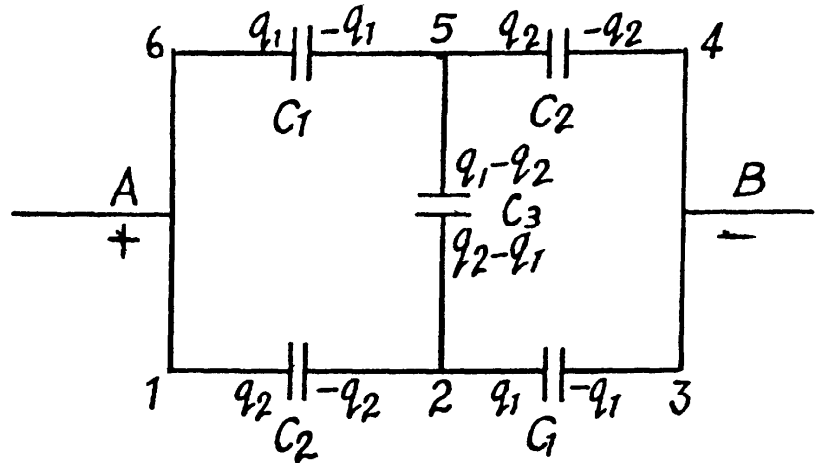 6 q₁ -q₁ 5 q₂ -q₂ 4
C₁ C₂
q₁-q₂
A B
C₃
+ −
q₂-q₁
1 q₂ -q₂ 2 q₁ -q₁ 3
C₂ C₁